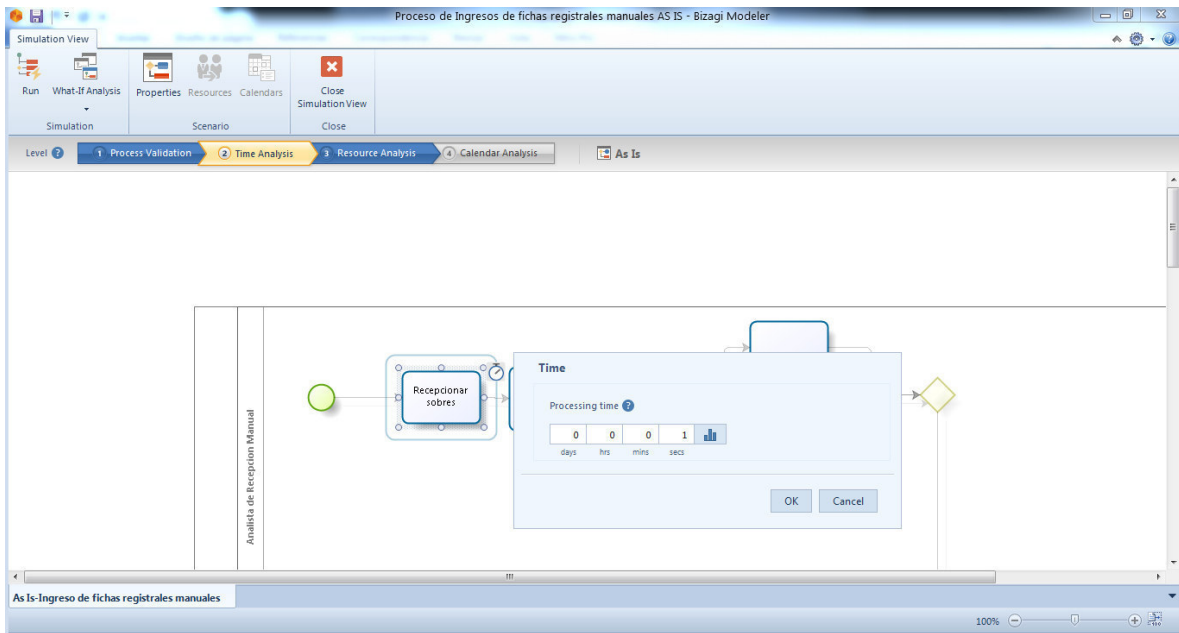 Proceso de Ingresos de fichas registrales manuales AS IS - Bizagi Modeler
Simulation View
Run What-If Analysis Properties Resources Calendars Close Simulation View
Simulation Scenario Close
Level 1 Process Validation 2 Time Analysis 3 Resource Analysis 4 Calendar Analysis As Is
Analista de Recepcion Manual
Recepcionar
sobres
Time
Processing time
0 0 0 1
days hrs mins secs
OK Cancel
As Is-Ingreso de fichas registrales manuales
100%